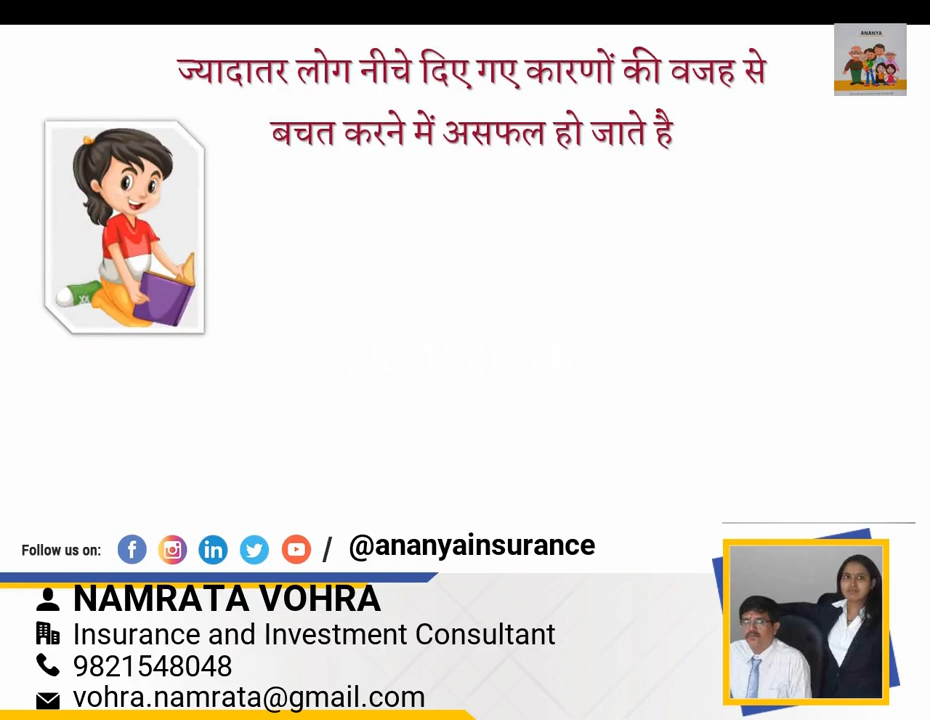 ज्यादातर लोग नीचे दिए गए कारणों की वजह से
बचत करने में असफल हो जाते है
ANANYA
Follow us on: / @ananyainsurance
NAMRATA VOHRA
Insurance and Investment Consultant
9821548048
vohra.namrata@gmail.com